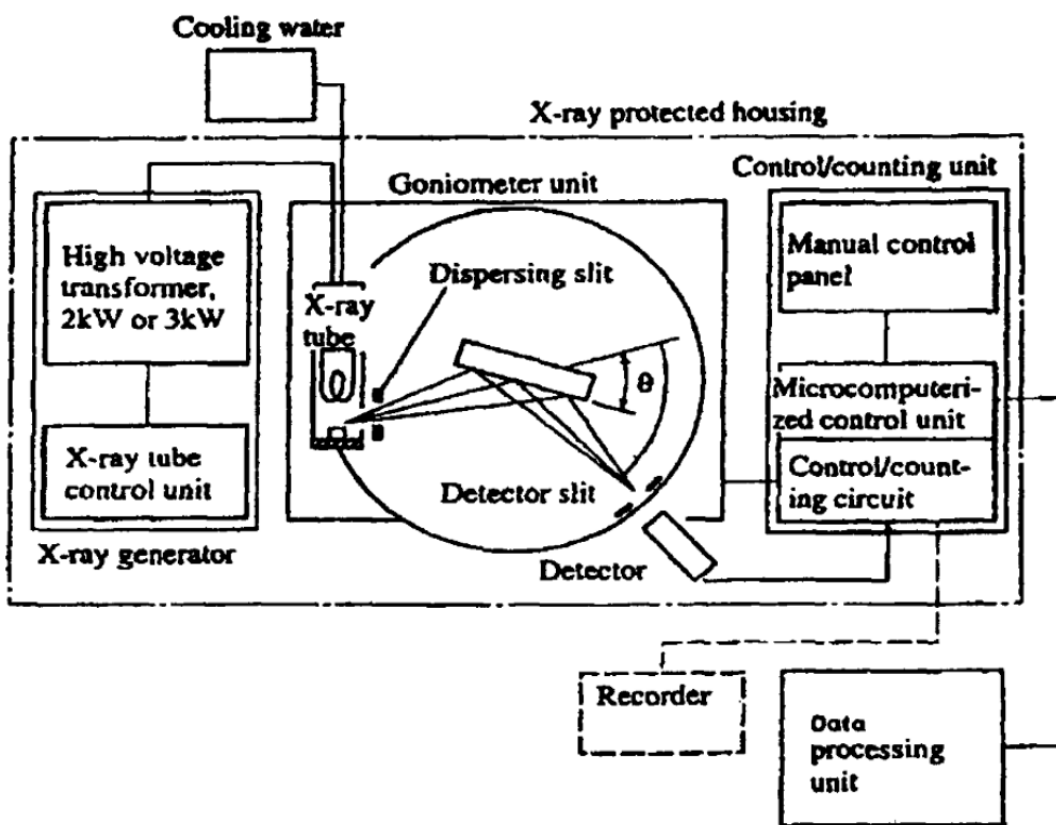 Cooling water
X-ray protected housing
Goniometer unit
Control/counting unit
High voltage
transformer,
2kW or 3kW
X-ray
tube
Dispersing slit
Manual control
panel
θ
Microcomputeri-
zed control unit
X-ray tube
control unit
Detector slit
Control/count-
ing circuit
X-ray generator
Detector
Recorder
Data
processing
unit